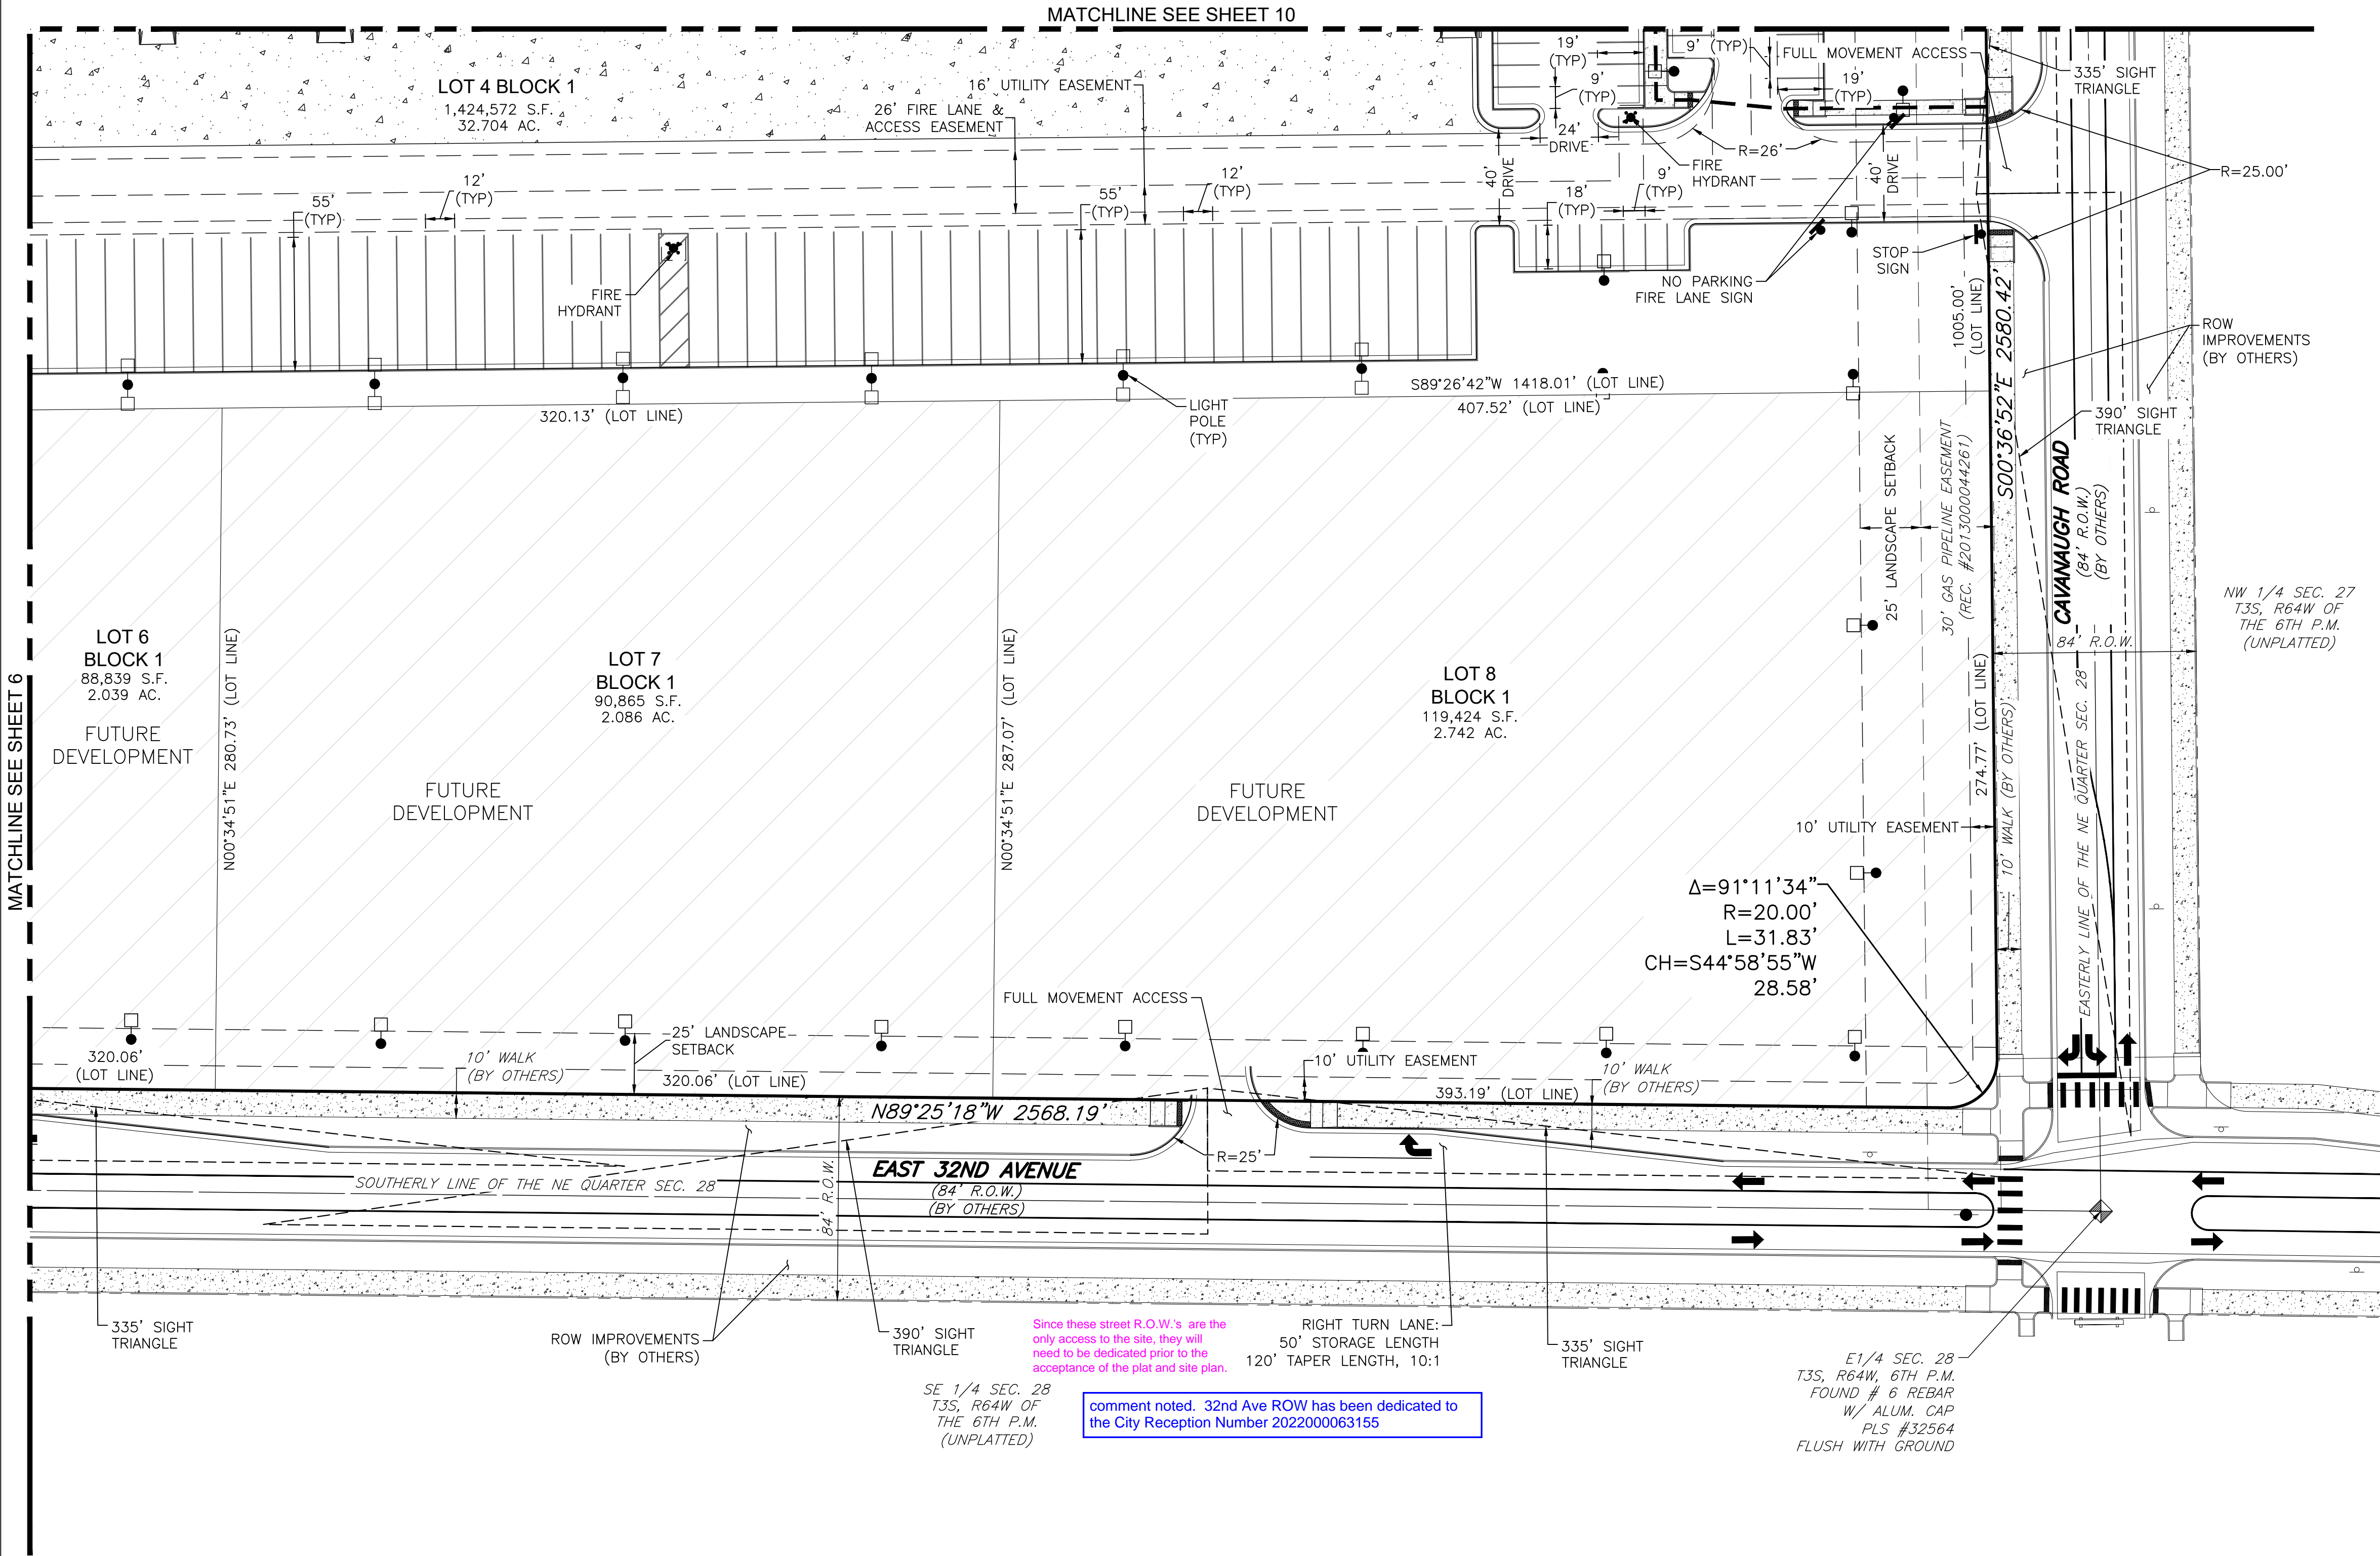 MATCHLINE SEE SHEET 10
LOT 4 BLOCK 1
1,424,572 S.F.
32.704 AC.
16' UTILITY EASEMENT
26' FIRE LANE &
ACCESS EASEMENT
19'
(TYP)
9'
(TYP)
9' (TYP)
FULL MOVEMENT ACCESS
19'
(TYP)
335' SIGHT
TRIANGLE
24'
DRIVE
R=26'
FIRE
HYDRANT
40'
DRIVE
40'
DRIVE
R=25.00'
55'
(TYP)
12'
(TYP)
55'
(TYP)
12'
(TYP)
18'
(TYP)
9'
(TYP)
FIRE
HYDRANT
STOP
SIGN
NO PARKING
FIRE LANE SIGN
1005.00'
(LOT LINE)
S00°36'52"E 2580.42'
ROW
IMPROVEMENTS
(BY OTHERS)
320.13' (LOT LINE)
LIGHT
POLE
(TYP)
S89°26'42"W 1418.01' (LOT LINE)
407.52' (LOT LINE)
390' SIGHT
TRIANGLE
25' LANDSCAPE SETBACK
30' GAS PIPELINE EASEMENT
(REC. #2013000044261)
CAVANAUGH ROAD
(84' R.O.W.)
(BY OTHERS)
NW 1/4 SEC. 27
T3S, R64W OF
THE 6TH P.M.
(UNPLATTED)
84' R.O.W.
MATCHLINE SEE SHEET 6
LOT 6
BLOCK 1
88,839 S.F.
2.039 AC.
FUTURE
DEVELOPMENT
N00°34'51"E 280.73' (LOT LINE)
LOT 7
BLOCK 1
90,865 S.F.
2.086 AC.
FUTURE
DEVELOPMENT
N00°34'51"E 287.07' (LOT LINE)
LOT 8
BLOCK 1
119,424 S.F.
2.742 AC.
FUTURE
DEVELOPMENT
274.77' (LOT LINE)
10' WALK (BY OTHERS)
EASTERLY LINE OF THE NE QUARTER SEC. 28
10' UTILITY EASEMENT
Δ=91°11'34"
R=20.00'
L=31.83'
CH=S44°58'55"W
28.58'
FULL MOVEMENT ACCESS
320.06'
(LOT LINE)
10' WALK
(BY OTHERS)
25' LANDSCAPE
SETBACK
320.06' (LOT LINE)
10' UTILITY EASEMENT
393.19' (LOT LINE)
10' WALK
(BY OTHERS)
N89°25'18"W 2568.19'
R=25'
EAST 32ND AVENUE
(84' R.O.W.)
(BY OTHERS)
SOUTHERLY LINE OF THE NE QUARTER SEC. 28
84' R.O.W.
335' SIGHT
TRIANGLE
ROW IMPROVEMENTS
(BY OTHERS)
390' SIGHT
TRIANGLE
Since these street R.O.W.'s are the
only access to the site, they will
need to be dedicated prior to the
acceptance of the plat and site plan.
RIGHT TURN LANE:
50' STORAGE LENGTH
120' TAPER LENGTH, 10:1
335' SIGHT
TRIANGLE
SE 1/4 SEC. 28
T3S, R64W OF
THE 6TH P.M.
(UNPLATTED)
comment noted. 32nd Ave ROW has been dedicated to
the City Reception Number 2022000063155
E1/4 SEC. 28
T3S, R64W, 6TH P.M.
FOUND # 6 REBAR
W/ ALUM. CAP
PLS #32564
FLUSH WITH GROUND